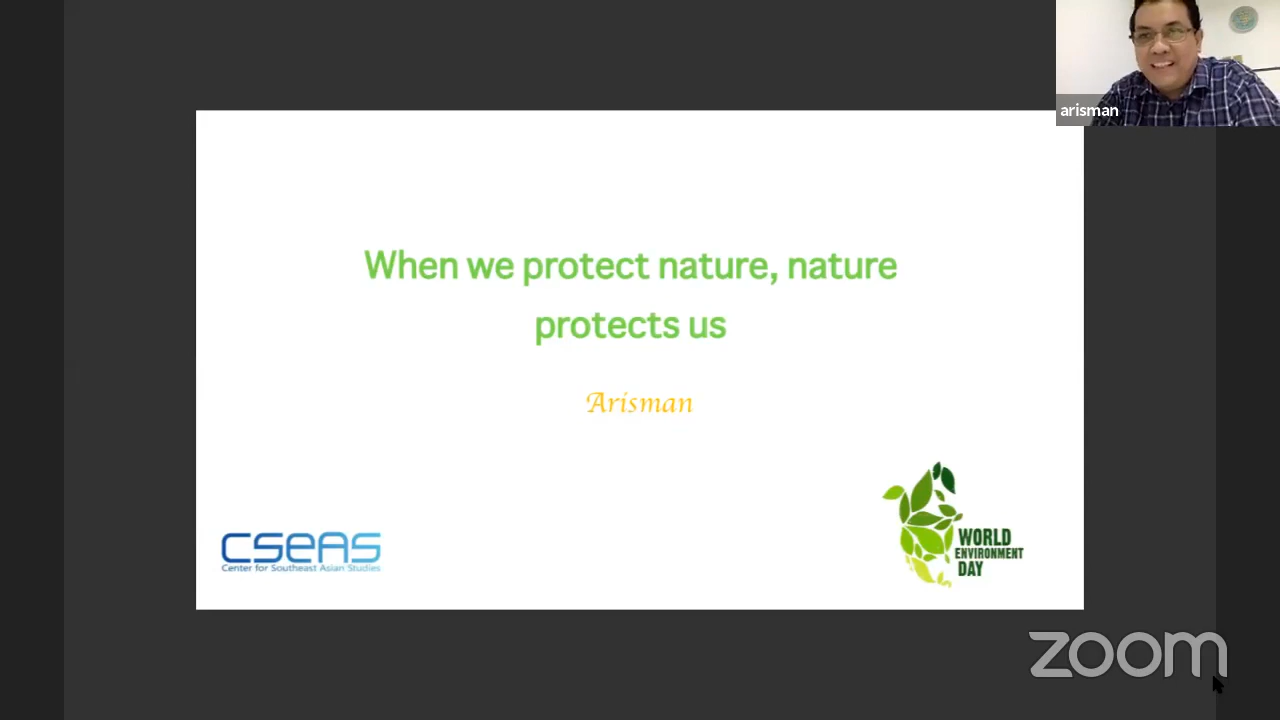 arisman
When we protect nature, nature
protects us
Arisman
CSEAS
Center for Southeast Asian Studies
WORLD
ENVIRONMENT
DAY
zoom